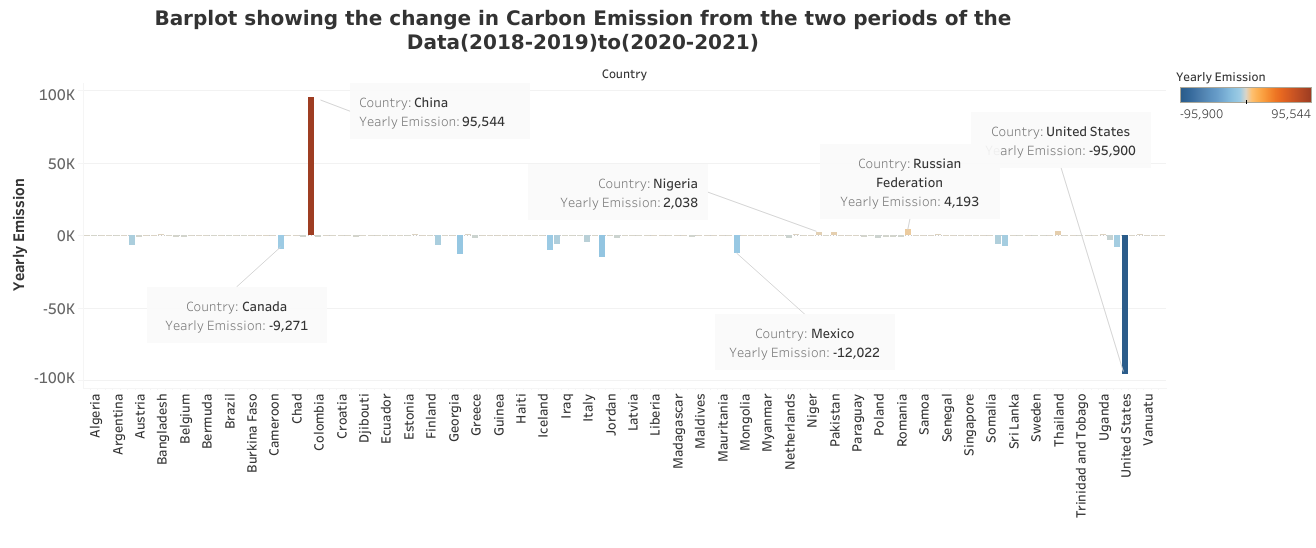 Barplot showing the change in Carbon Emission from the two periods of the
Data(2018-2019)to(2020-2021)
Country
Yearly Emission
-95,900 95,544
Yearly Emission
100K
50K
0K
-50K
-100K
Country: China
Yearly Emission: 95,544
Country: United States
Yearly Emission: -95,900
Country: Russian
Federation
Yearly Emission: 4,193
Country: Nigeria
Yearly Emission: 2,038
Country: Canada
Yearly Emission: -9,271
Country: Mexico
Yearly Emission: -12,022
Algeria
Argentina
Austria
Bangladesh
Belgium
Bermuda
Brazil
Burkina Faso
Cameroon
Chad
Colombia
Croatia
Djibouti
Ecuador
Estonia
Finland
Georgia
Greece
Guinea
Haiti
Iceland
Iraq
Italy
Jordan
Latvia
Liberia
Madagascar
Maldives
Mauritania
Mongolia
Myanmar
Netherlands
Niger
Pakistan
Paraguay
Poland
Romania
Samoa
Senegal
Singapore
Somalia
Sri Lanka
Sweden
Thailand
Trinidad and Tobago
Uganda
United States
Vanuatu